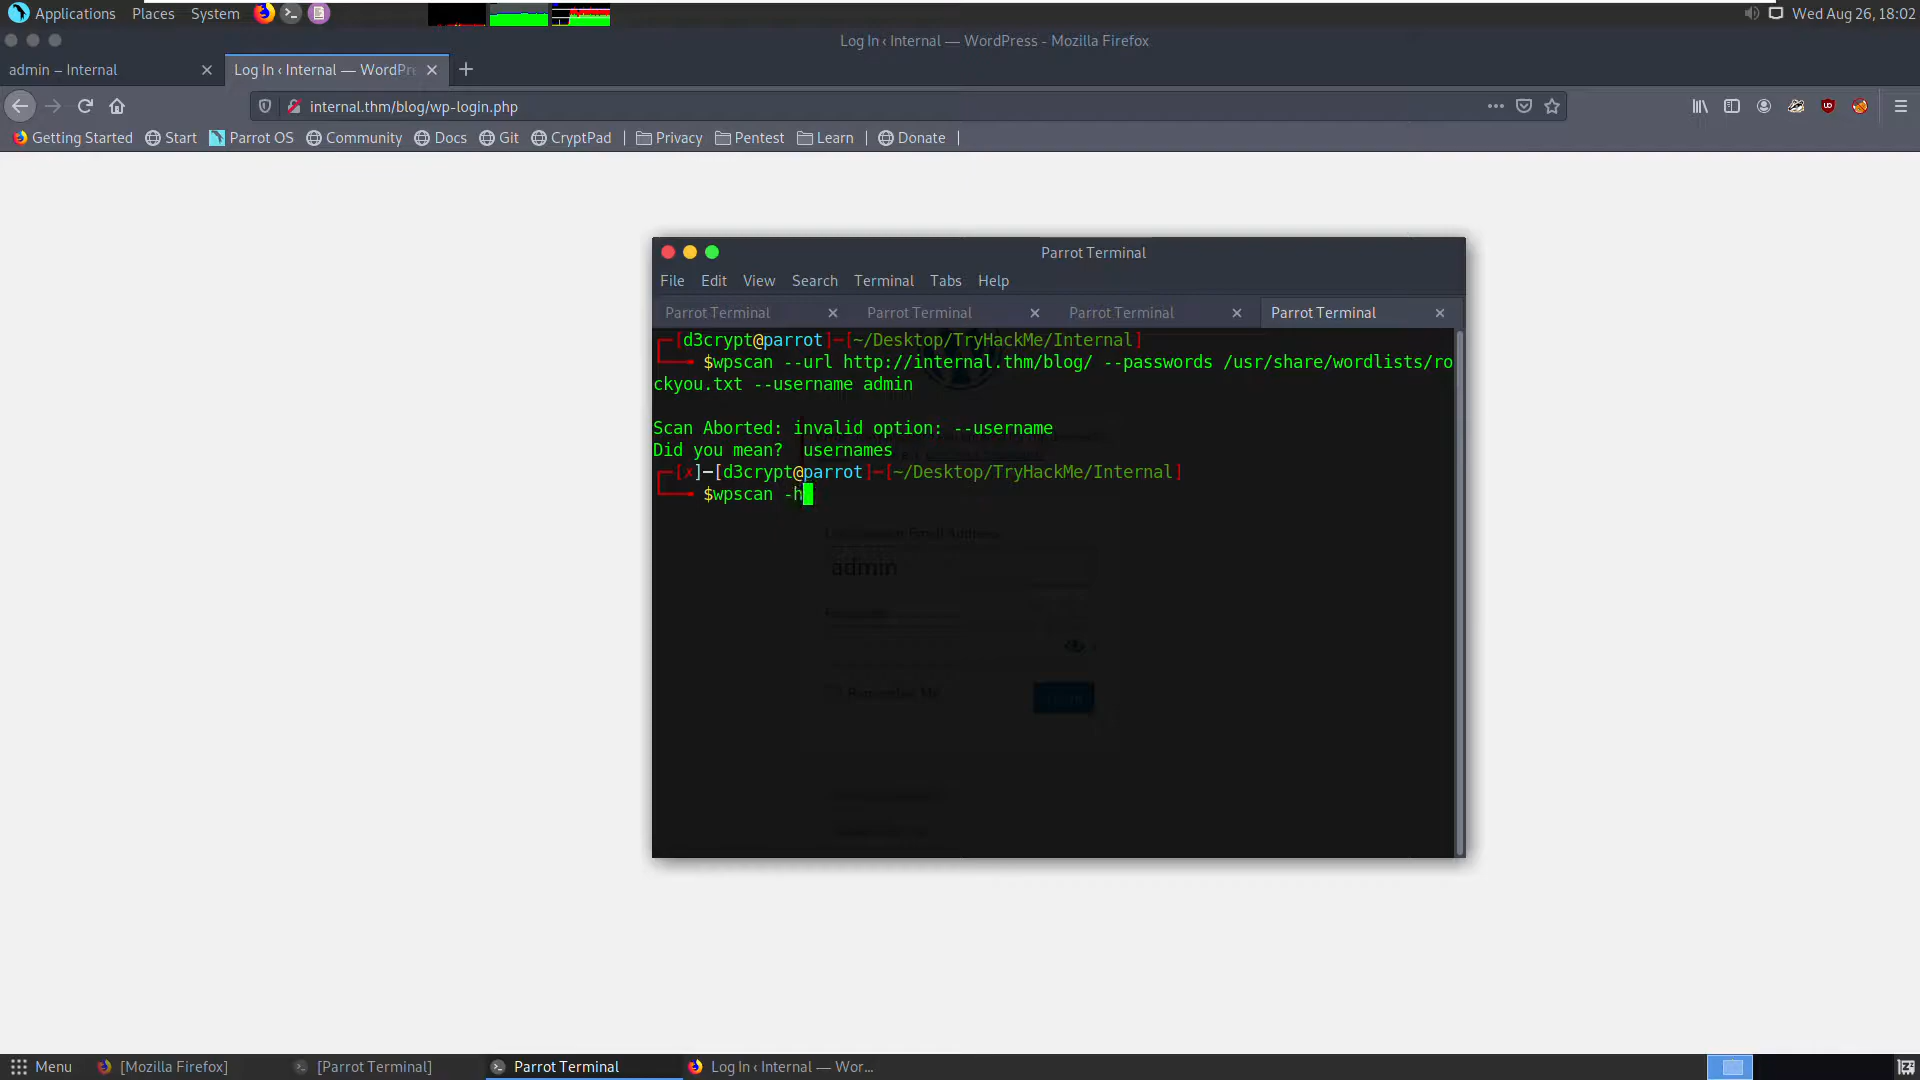 Applications Places System
Wed Aug 26, 18:02
Log In ‹ Internal — WordPress - Mozilla Firefox
admin – Internal
Log In ‹ Internal — WordPre
internal.thm/blog/wp-login.php
Getting Started Start Parrot OS Community Docs Git CryptPad | Privacy Pentest Learn | Donate |
Parrot Terminal
File Edit View Search Terminal Tabs Help
Parrot Terminal Parrot Terminal Parrot Terminal Parrot Terminal
[d3crypt@parrot]─[~/Desktop/TryHackMe/Internal]
$wpscan --url http://internal.thm/blog/ --passwords /usr/share/wordlists/ro
ckyou.txt --username admin
Scan Aborted: invalid option: --username
Did you mean?  usernames
[✗]─[d3crypt@parrot]─[~/Desktop/TryHackMe/Internal]
$wpscan -h
admin
Remember Me
Menu [Mozilla Firefox] [Parrot Terminal] Parrot Terminal Log In ‹ Internal — Wor...